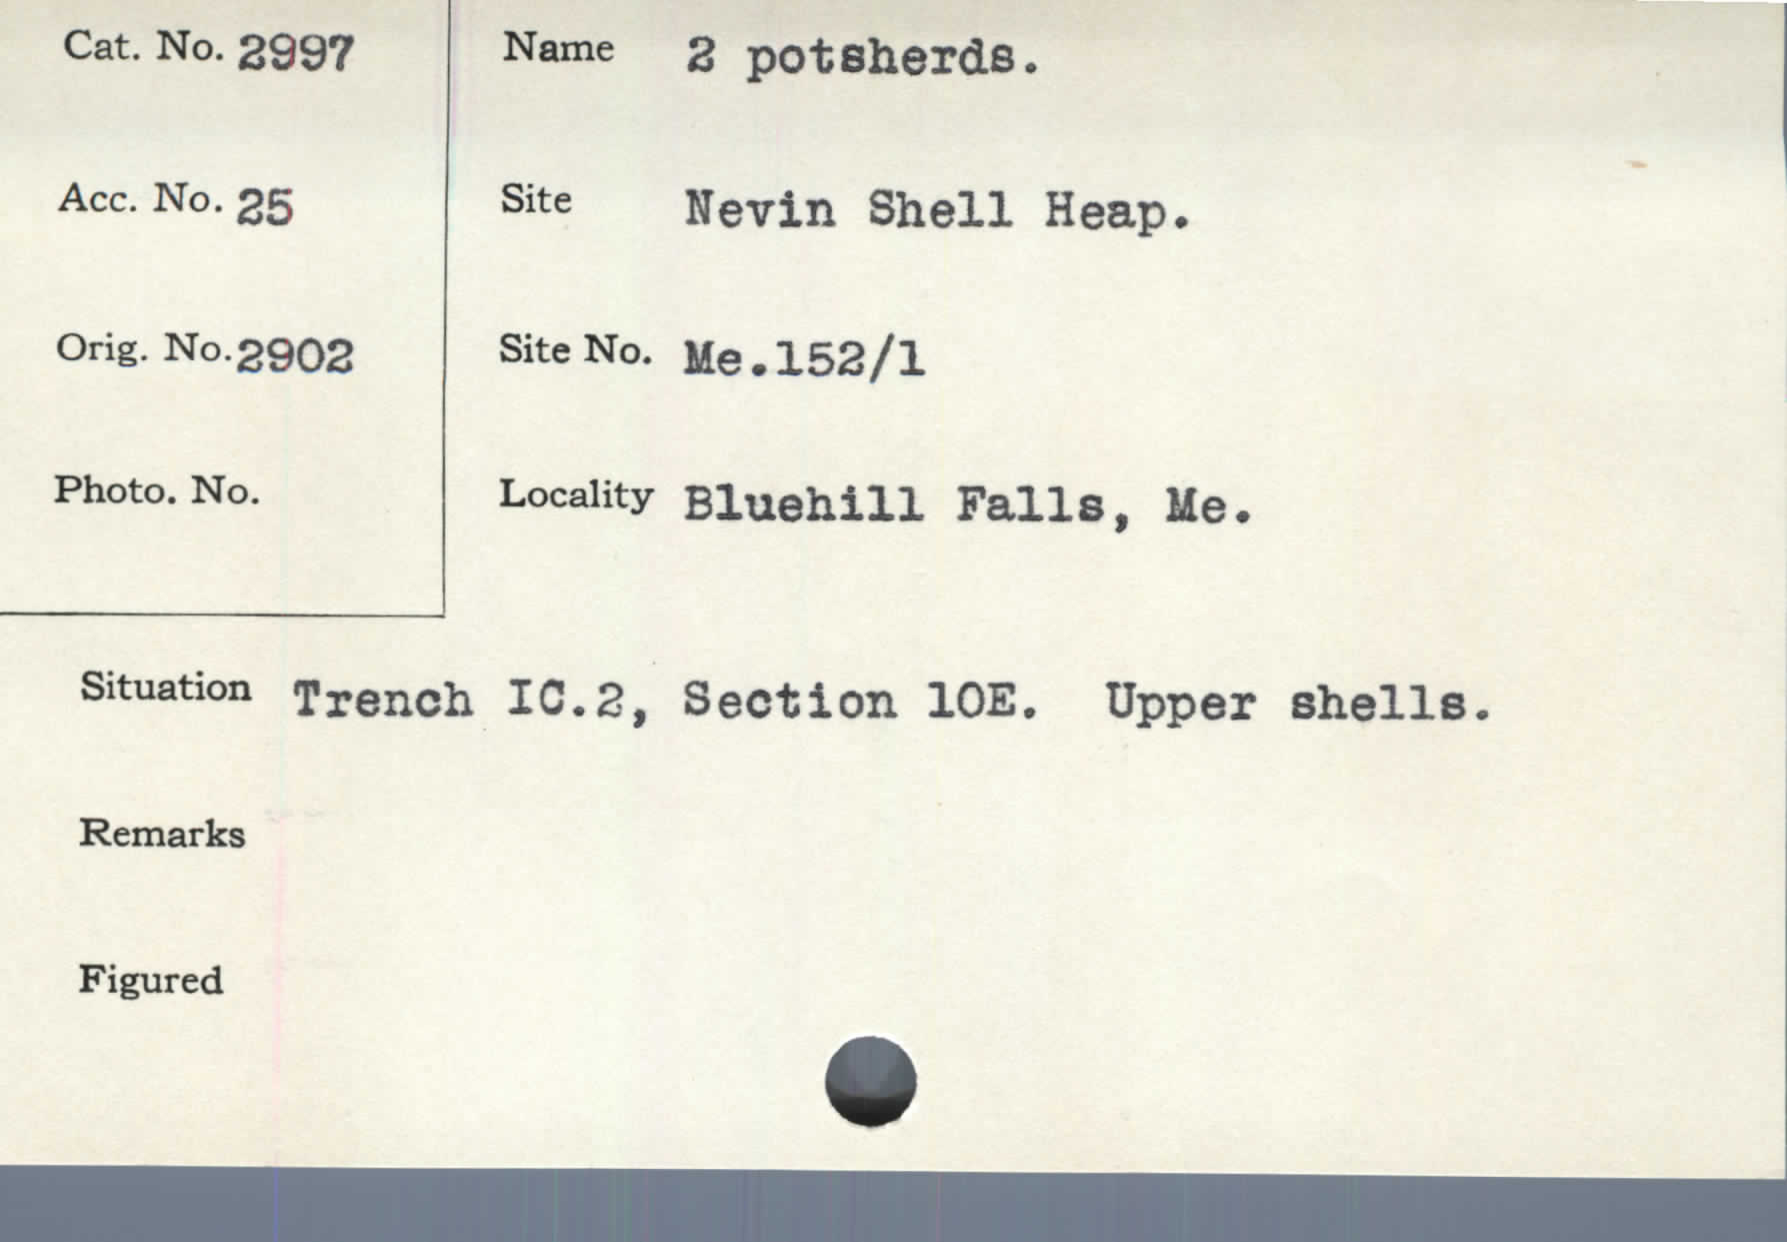 Cat. No. 2997
Name 2 potsherds.
Acc. No. 25
Site Nevin Shell Heap.
Orig. No. 2902
Site No. Me.152/1
Photo. No.
Locality Bluehill Falls, Me.
Situation Trench IC.2, Section 10E. Upper shells.
Remarks
Figured